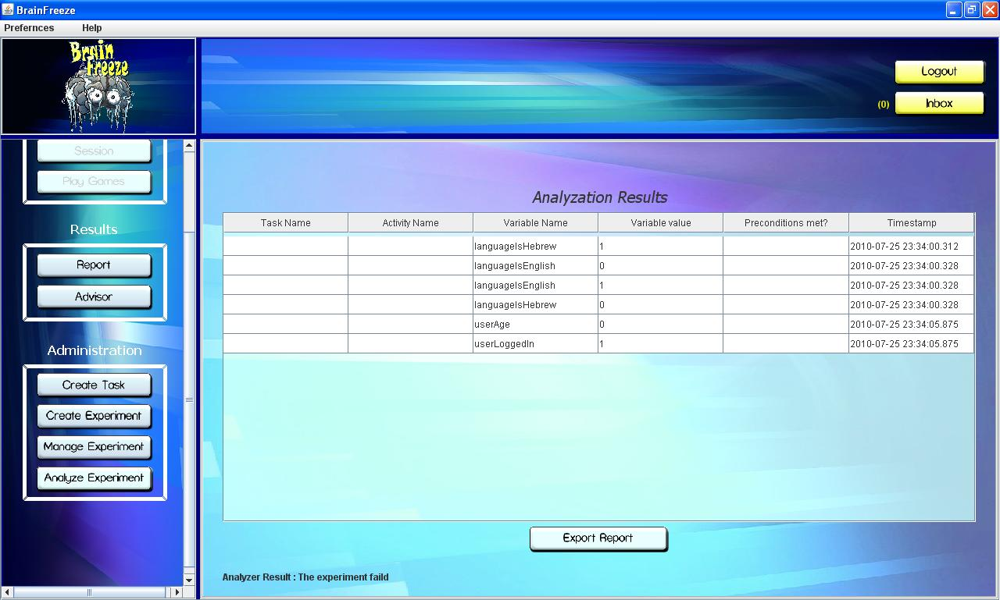 BrainFreeze
Prefernces Help
Brain
Freeze
Logout
(0) Inbox
Session
Play Games
Results
Report
Advisor
Administration
Create Task
Create Experiment
Manage Experiment
Analyze Experiment
Analyzation Results
Task Name Activity Name Variable Name Variable value Preconditions met? Timestamp
languageIsHebrew 1 2010-07-25 23:34:00.312
languageIsEnglish 0 2010-07-25 23:34:00.328
languageIsEnglish 1 2010-07-25 23:34:00.328
languageIsHebrew 0 2010-07-25 23:34:00.328
userAge 0 2010-07-25 23:34:05.875
userLoggedIn 1 2010-07-25 23:34:05.875
Export Report
Analyzer Result : The experiment faild